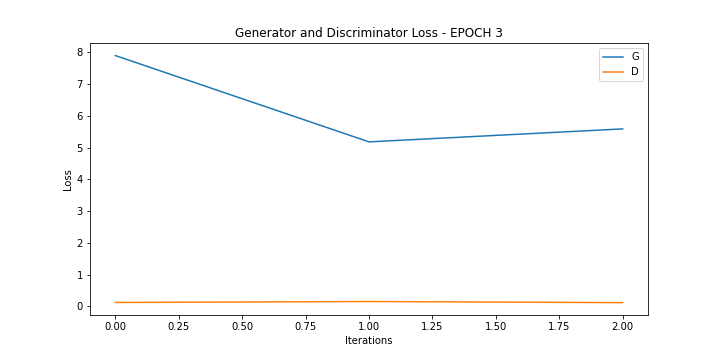 Generator and Discriminator Loss - EPOCH 3
8
7
6
5
4
3
2
1
0
Loss
G
D
0.00 0.25 0.50 0.75 1.00 1.25 1.50 1.75 2.00
Iterations